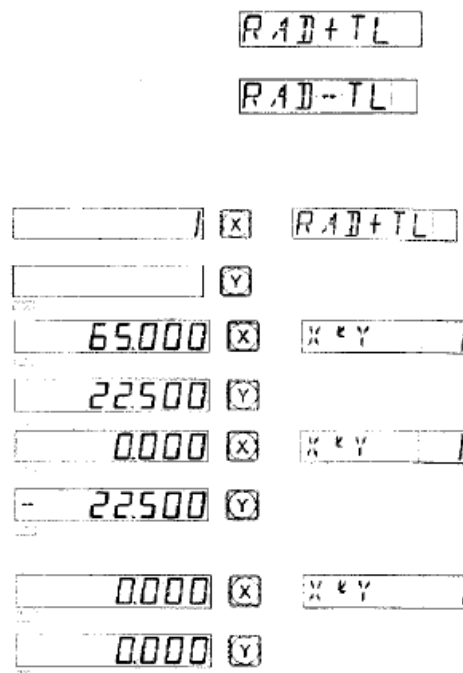 RAD+TL
RAD-TL
1 X RAD+TL
Y
65.000 X X * Y
22.500 Y
0.000 X X * Y 1
- 22.500 Y
0.000 X X * Y
0.000 Y